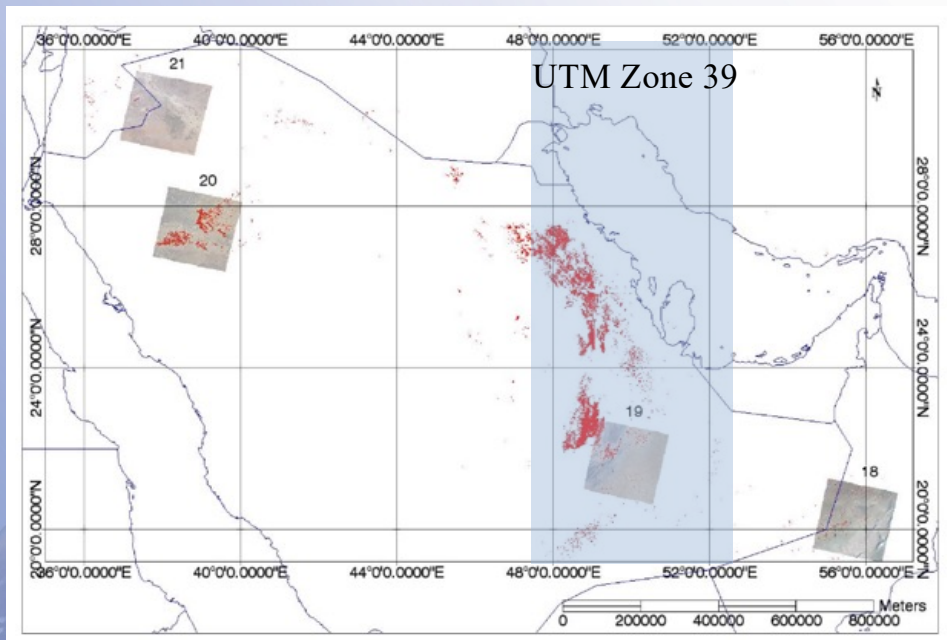 36°0'0.0000"E 40°0'0.0000"E 44°0'0.0000"E 48°0'0.0000"E 52°0'0.0000"E 56°0'0.0000"E
UTM Zone 39
21
N
20
28°0'0.0000"N 28°0'0.0000"N
24°0'0.0000"N 24°0'0.0000"N
19
18
20°0'0.0000"N 20°0'0.0000"N
36°0'0.0000"E 40°0'0.0000"E 44°0'0.0000"E 48°0'0.0000"E 52°0'0.0000"E 56°0'0.0000"E
Meters
0 200000 400000 600000 800000